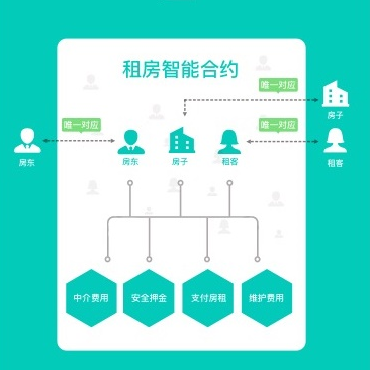 租房智能合约
唯一对应
房子
唯一对应
唯一对应
房东
房东
房子
租客
租客
中介费用
安全押金
支付房租
维护费用